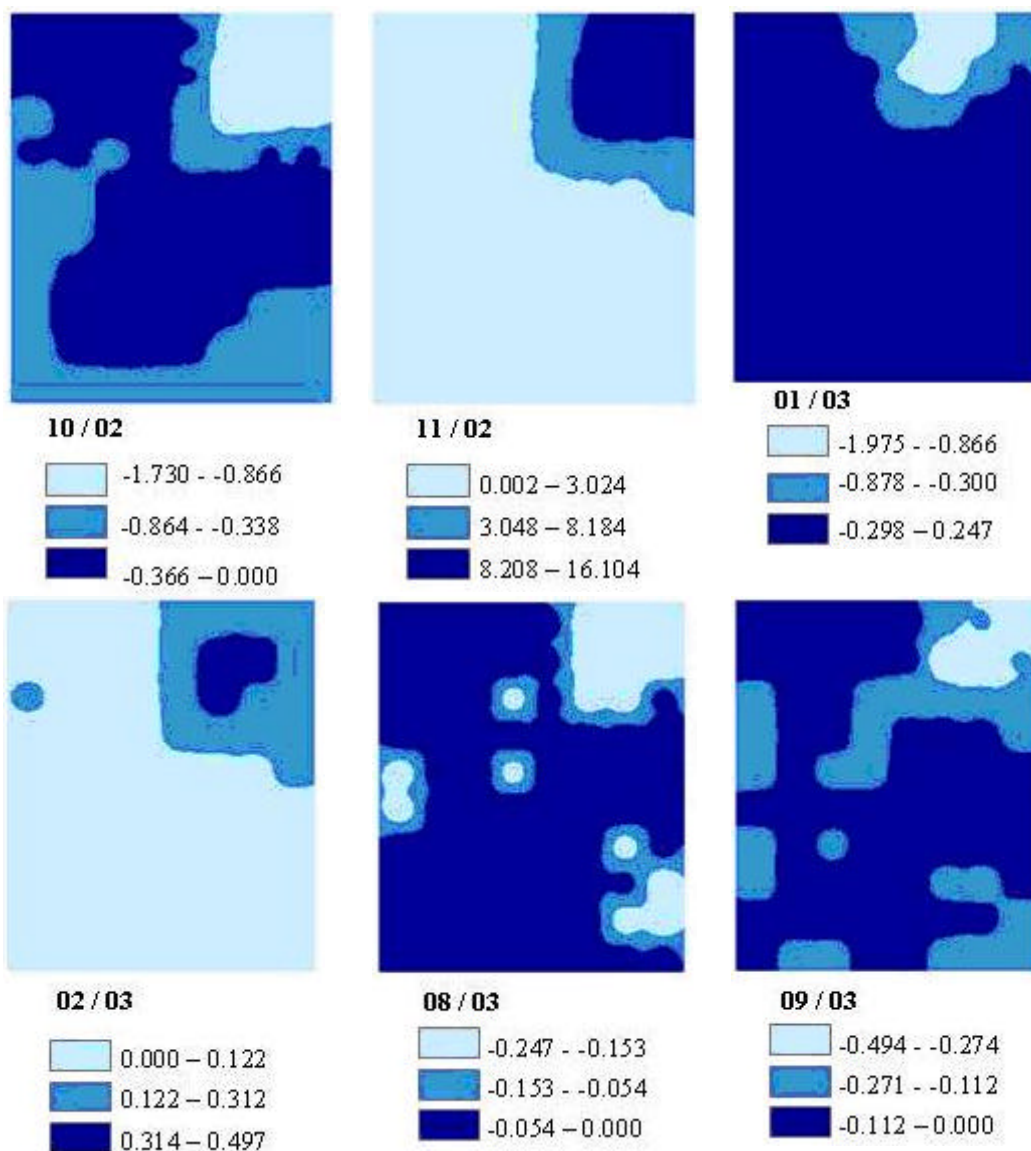 10 / 02
-1.730 - -0.866
-0.864 - -0.338
-0.366 – 0.000
11 / 02
0.002 – 3.024
3.048 – 8.184
8.208 – 16.104
01 / 03
-1.975 - -0.866
-0.878 - -0.300
-0.298 – 0.247
02 / 03
0.000 – 0.122
0.122 – 0.312
0.314 – 0.497
08 / 03
-0.247 - -0.153
-0.153 - -0.054
-0.054 – 0.000
09 / 03
-0.494 - -0.274
-0.271 - -0.112
-0.112 – 0.000